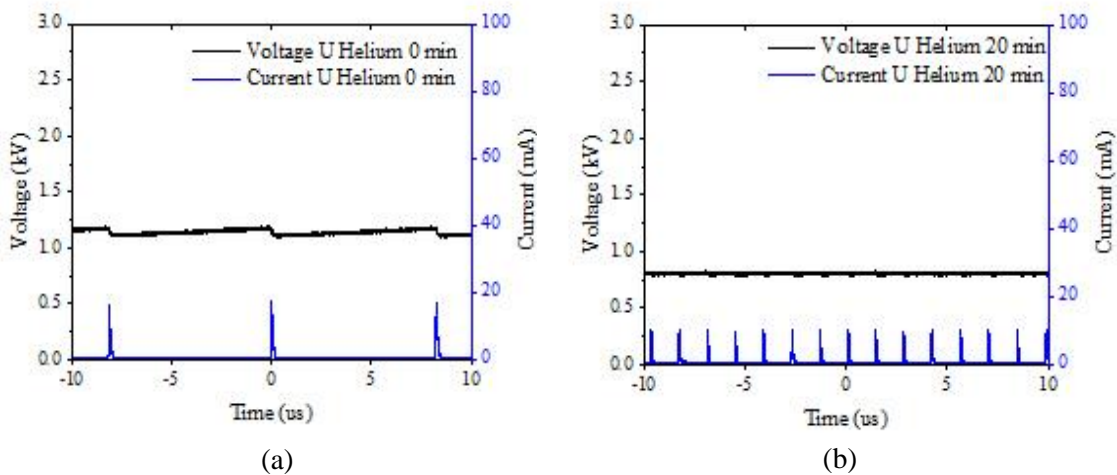 Voltage U Helium 0 min
Current U Helium 0 min
Voltage (kV)
3.0
2.5
2.0
1.5
1.0
0.5
0.0
100
80
60
40
20
0
Current (mA)
-10 -5 0 5 10
Time (us)
(a)
Voltage U Helium 20 min
Current U Helium 20 min
Voltage (kV)
3.0
2.5
2.0
1.5
1.0
0.5
0.0
100
80
60
40
20
0
Current (mA)
-10 -5 0 5 10
Time (us)
(b)